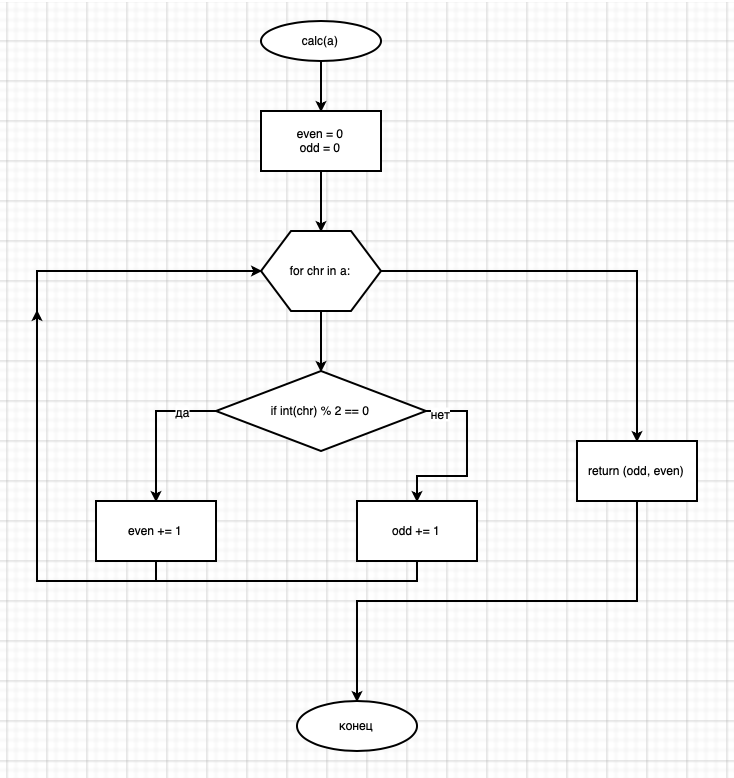 calc(a)
even = 0
odd = 0
for chr in a:
if int(chr) % 2 == 0
да
нет
return (odd, even)
even += 1
odd += 1
конец